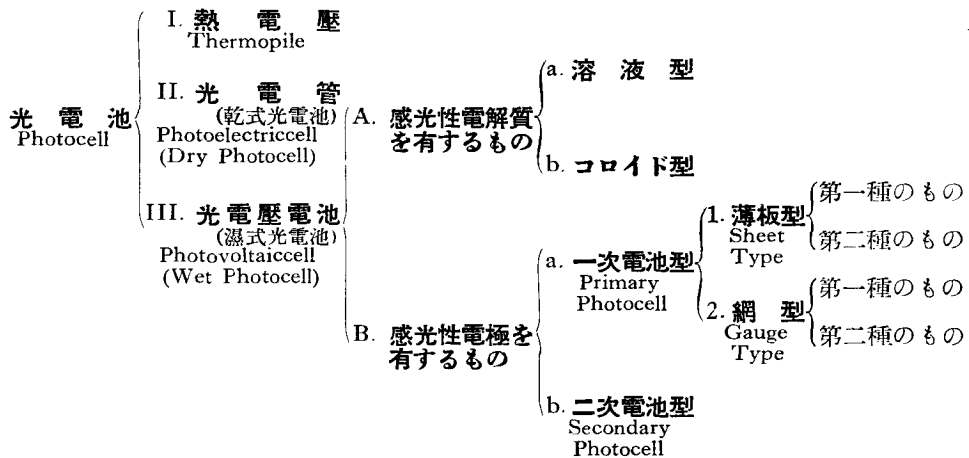 光電池
Photocell
I. 熱電壓
Thermopile
II. 光電管
(乾式光電池)
Photoelectriccell
(Dry Photocell)
III. 光電壓電池
(濕式光電池)
Photovoltaiccell
(Wet Photocell)
A. 感光性電解質
を有するもの
a. 溶液型
b. コロイド型
B. 感光性電極を
有するもの
a. 一次電池型
Primary
Photocell
1. 薄板型
Sheet
Type
第一種のもの
第二種のもの
2. 網型
Gauge
Type
第一種のもの
第二種のもの
b. 二次電池型
Secondary
Photocell